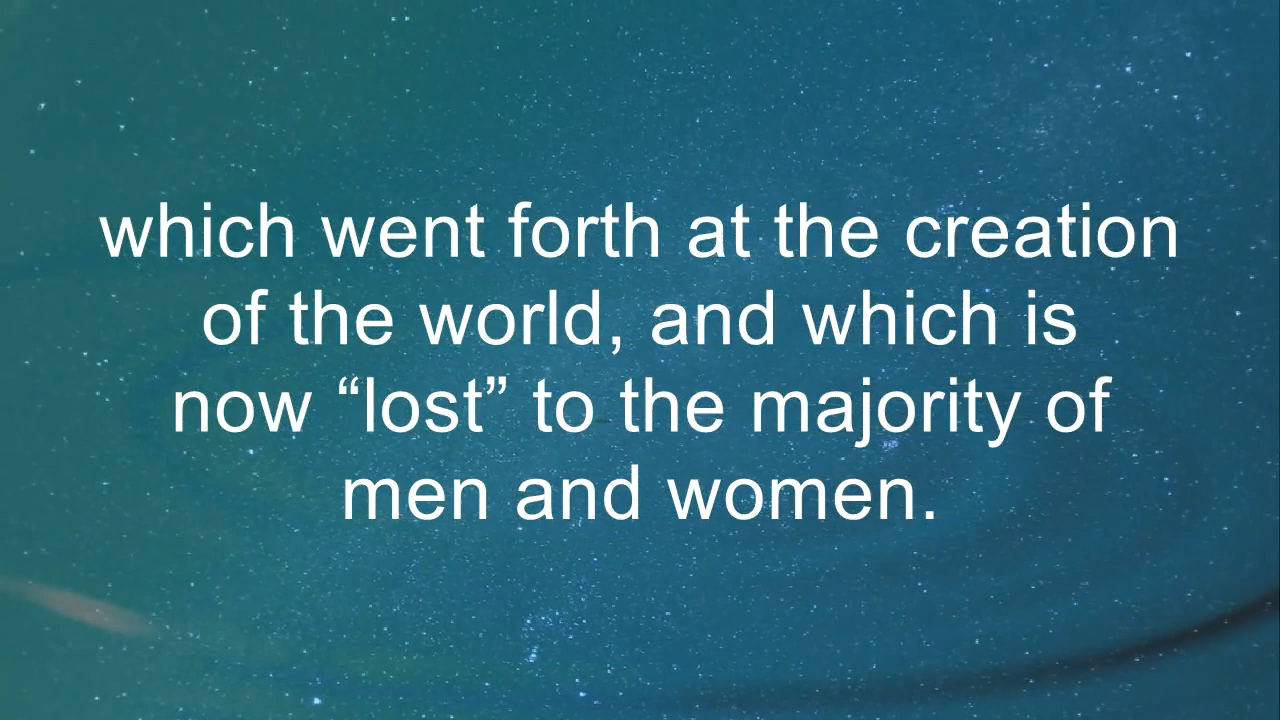 which went forth at the creation
of the world, and which is
now “lost” to the majority of
men and women.